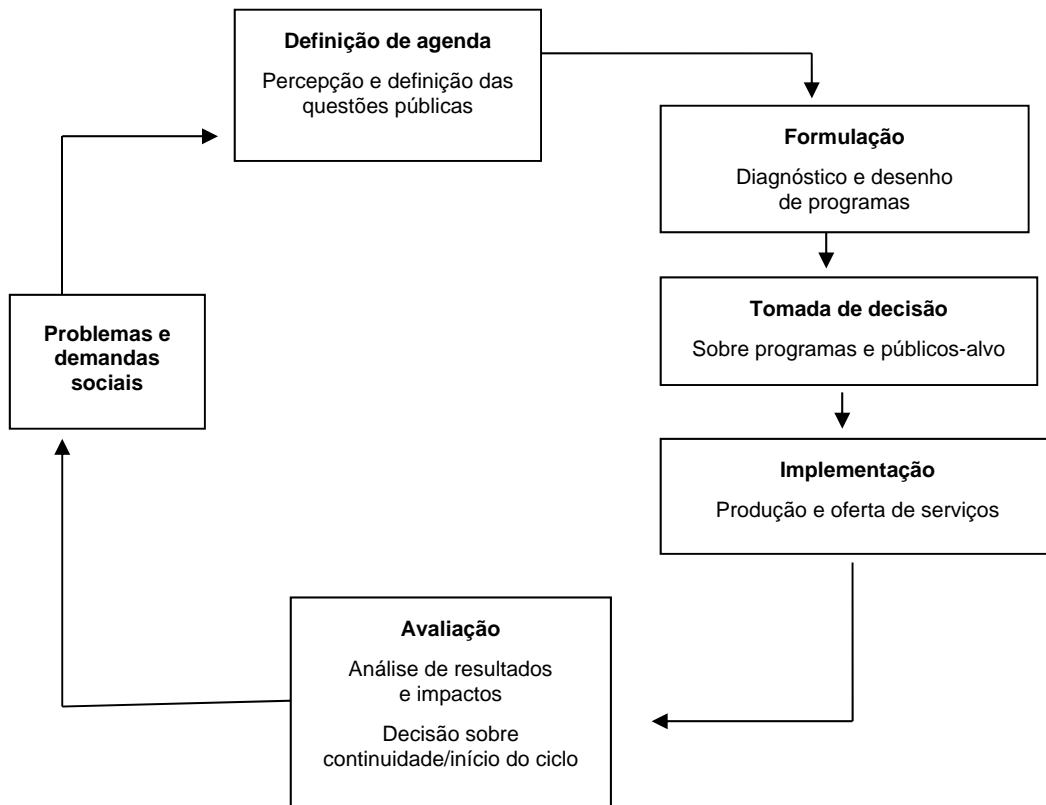 Definição de agenda
Percepção e definição das
questões públicas
Formulação
Diagnóstico e desenho
de programas
Tomada de decisão
Sobre programas e públicos-alvo
Implementação
Produção e oferta de serviços
Avaliação
Análise de resultados
e impactos
Decisão sobre
continuidade/início do ciclo
Problemas e
demandas
sociais